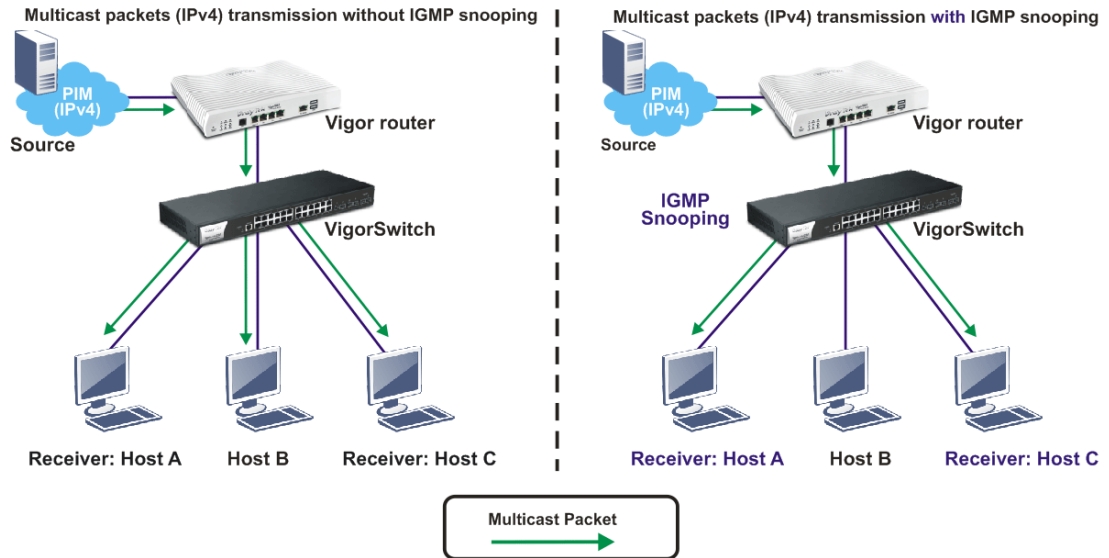 Multicast packets (IPv4) transmission without IGMP snooping
PIM
(IPv4)
Source
Vigor router
VigorSwitch
Receiver: Host A
Host B
Receiver: Host C
Multicast packets (IPv4) transmission with IGMP snooping
PIM
(IPv4)
Source
Vigor router
IGMP
Snooping
VigorSwitch
Receiver: Host A
Host B
Receiver: Host C
Multicast Packet